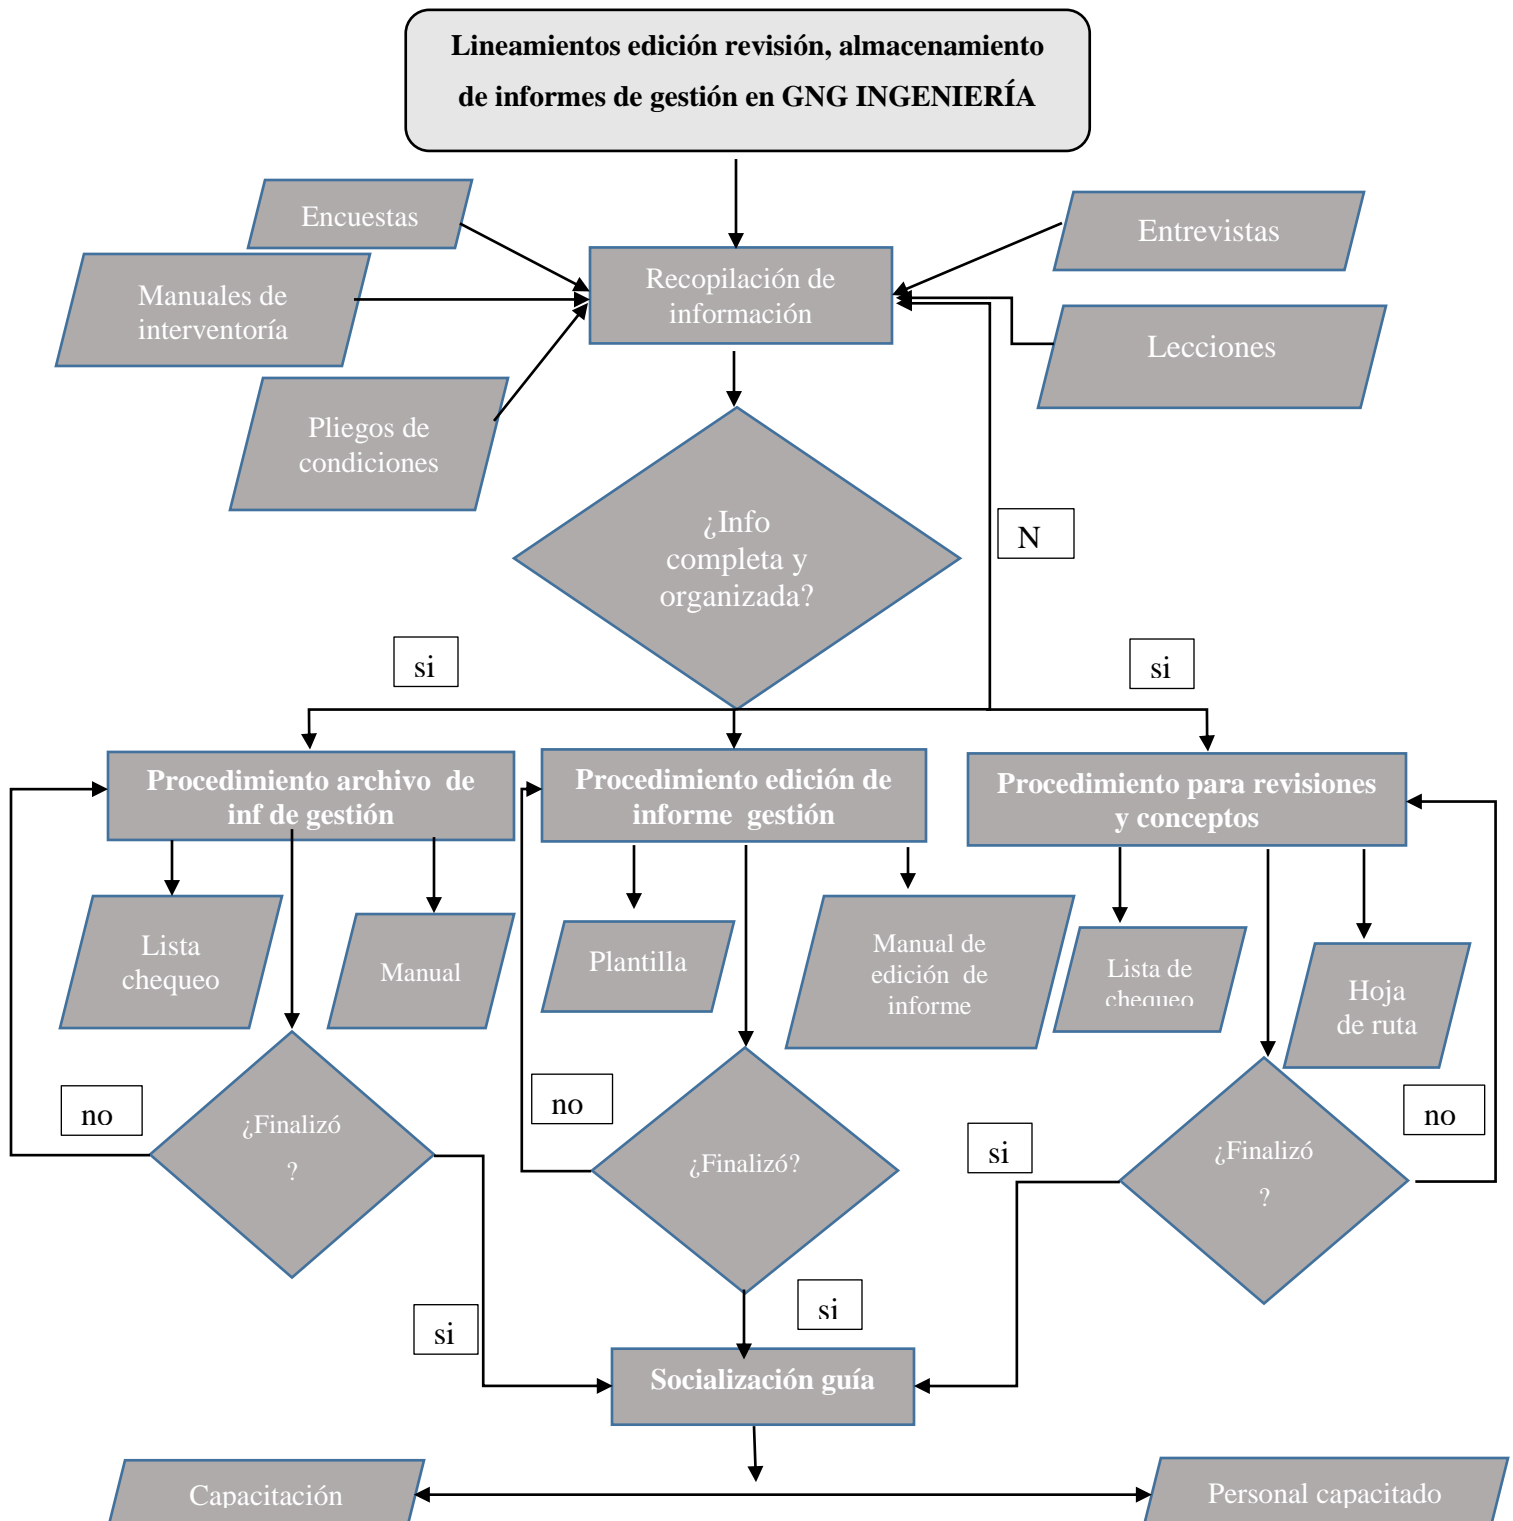 Lineamientos edición revisión, almacenamiento
de informes de gestión en GNG INGENIERÍA
Encuestas
Entrevistas
Manuales de
interventoría
Recopilación de
información
Lecciones
Pliegos de
condiciones
¿Info
completa y
organizada?
N
si
si
Procedimiento archivo de
inf de gestión
Procedimiento edición de
informe gestión
Procedimiento para revisiones
y conceptos
Lista
chequeo
Manual
Plantilla
Manual de
edición de
informe
Lista de
chequeo
Hoja
de ruta
no
¿Finalizó
?
no
¿Finalizó?
si
¿Finalizó
?
no
si
si
Socialización guía
Capacitación
Personal capacitado